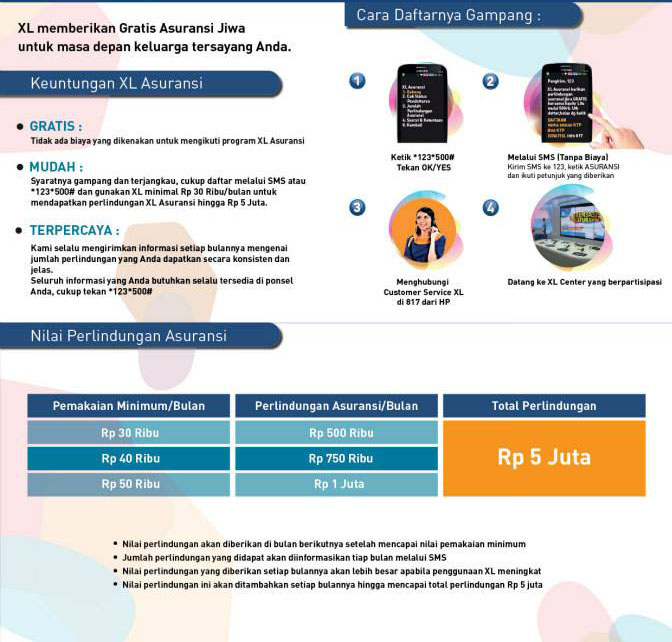 XL memberikan Gratis Asuransi Jiwa
untuk masa depan keluarga tersayang Anda.
Keuntungan XL Asuransi
• GRATIS :
Tidak ada biaya yang dikenakan untuk mengikuti program XL Asuransi
• MUDAH :
Syaratnya gampang dan terjangkau, cukup daftar melalui SMS atau
*123*500# dan gunakan XL minimal Rp 30 Ribu/bulan untuk
mendapatkan perlindungan XL Asuransi hingga Rp 5 Juta.
• TERPERCAYA :
Kami selalu mengirimkan informasi setiap bulannya mengenai
jumlah perlindungan yang Anda dapatkan secara konsisten dan
jelas.
Seluruh informasi yang Anda butuhkan selalu tersedia di ponsel
Anda, cukup tekan *123*500#
Cara Daftarnya Gampang :
1
XL Asuransi
Ketik *123*500#
Tekan OK/YES
2
Melalui SMS (Tanpa Biaya)
Kirim SMS ke 123, ketik ASURANSI
dan ikuti petunjuk yang diberikan
3
Menghubungi
Customer Service XL
di 817 dari HP
4
Datang ke XL Center yang berpartisipasi
Nilai Perlindungan Asuransi
Pemakaian Minimum/Bulan Perlindungan Asuransi/Bulan Total Perlindungan
Rp 30 Ribu Rp 500 Ribu
Rp 40 Ribu Rp 750 Ribu Rp 5 Juta
Rp 50 Ribu Rp 1 Juta
• Nilai perlindungan akan diberikan di bulan berikutnya setelah mencapai nilai pemakaian minimum
• Jumlah perlindungan yang didapat akan diinformasikan tiap bulan melalui SMS
• Nilai perlindungan yang diberikan setiap bulannya akan lebih besar apabila penggunaan XL meningkat
• Nilai perlindungan ini akan ditambahkan setiap bulannya hingga mencapai total perlindungan Rp 5 juta